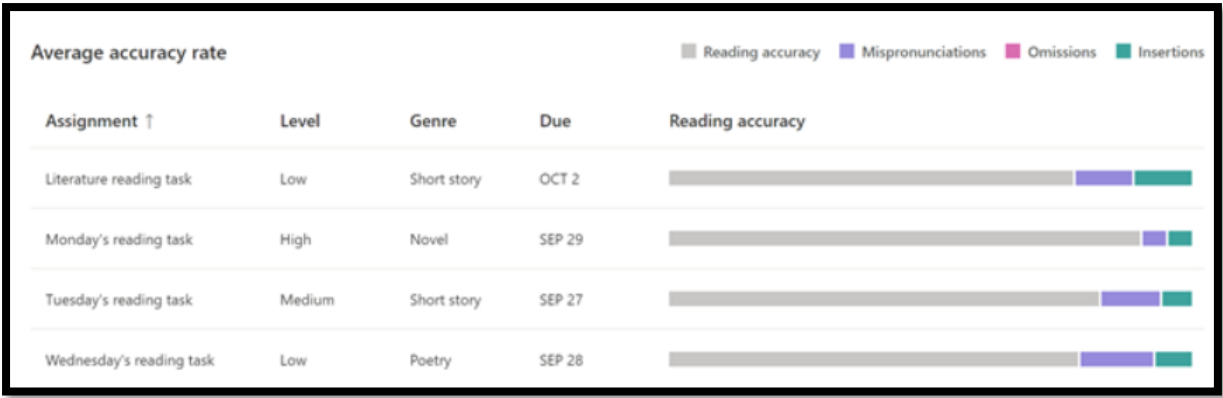 Average accuracy rate Reading accuracy Mispronunciations Omissions Insertions
Assignment ↑ Level Genre Due Reading accuracy
Literature reading task Low Short story OCT 2
Monday's reading task High Novel SEP 29
Tuesday's reading task Medium Short story SEP 27
Wednesday's reading task Low Poetry SEP 28